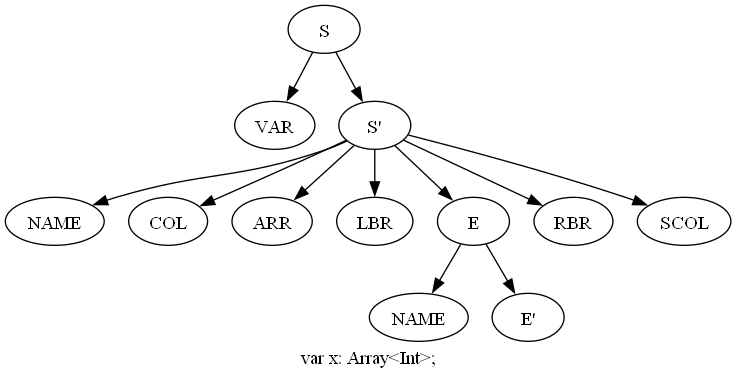 S
VAR S'
NAME COL ARR LBR E RBR SCOL
NAME E'
var x: Array<Int>;